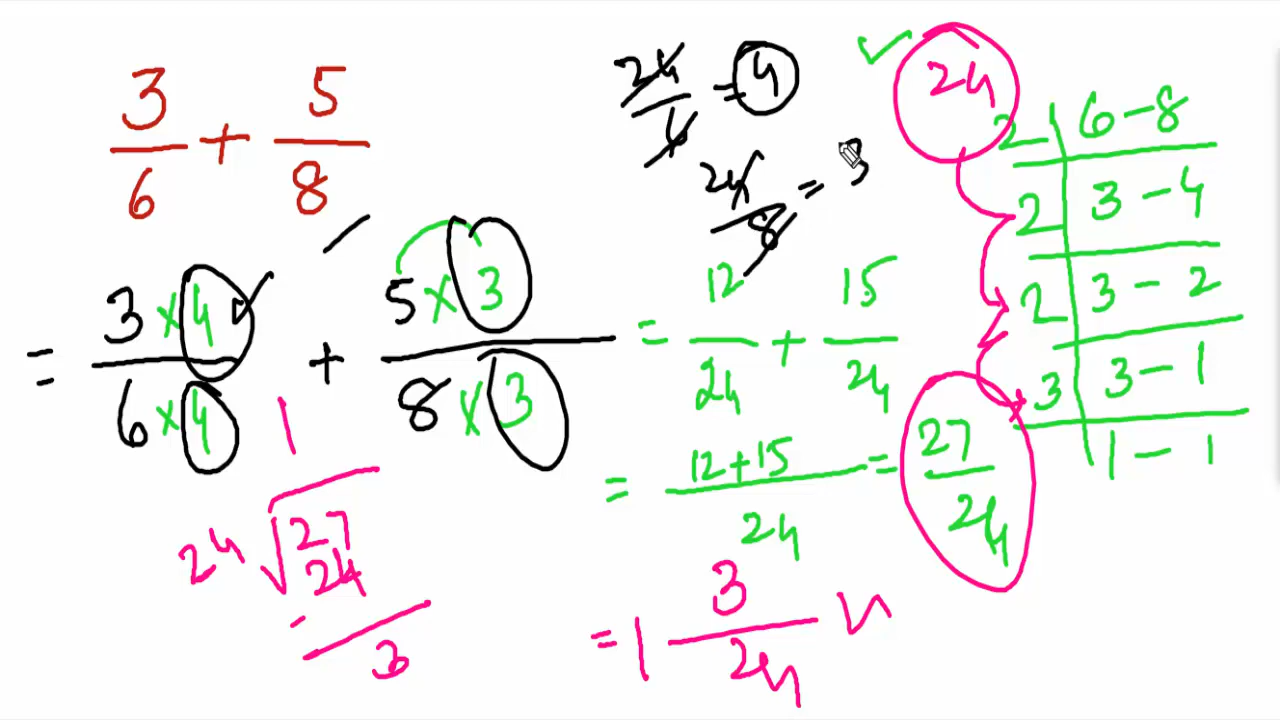 3/6 + 5/8
= 3×4/6×4 + 5×3/8×3
24/6 = 4
24/8 = 3
24
2 | 6 − 8
2 | 3 − 4
2 | 3 − 2
3 | 3 − 1
1 − 1
= 12/24 + 15/24
= 12+15/24 = 27/24
1
24 √27
24
− 3
= 1 3/24